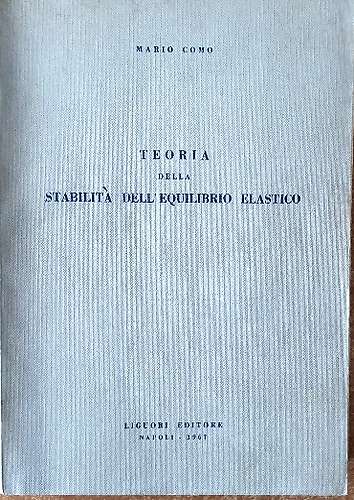 MARIO COMO
TEORIA
DELLA
STABILITÀ DELL'EQUILIBRIO ELASTICO
LIGUORI EDITORE
NAPOLI - 1967